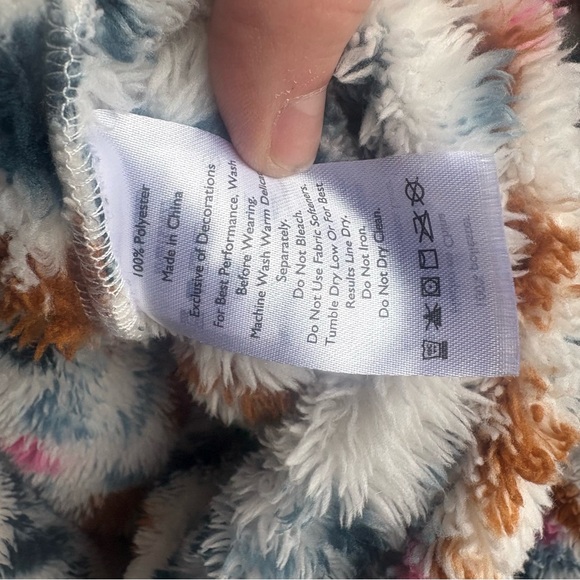 100% Polyester
Made in China
Exclusive of Decorations
For Best Performance, Wash
Before Wearing.
Machine Wash Warm Delicate
Separately.
Do Not Bleach.
Do Not Use Fabric Softeners.
Tumble Dry Low Or for Best
Results Line Dry.
Do Not Iron.
Do Not Dry Clean.